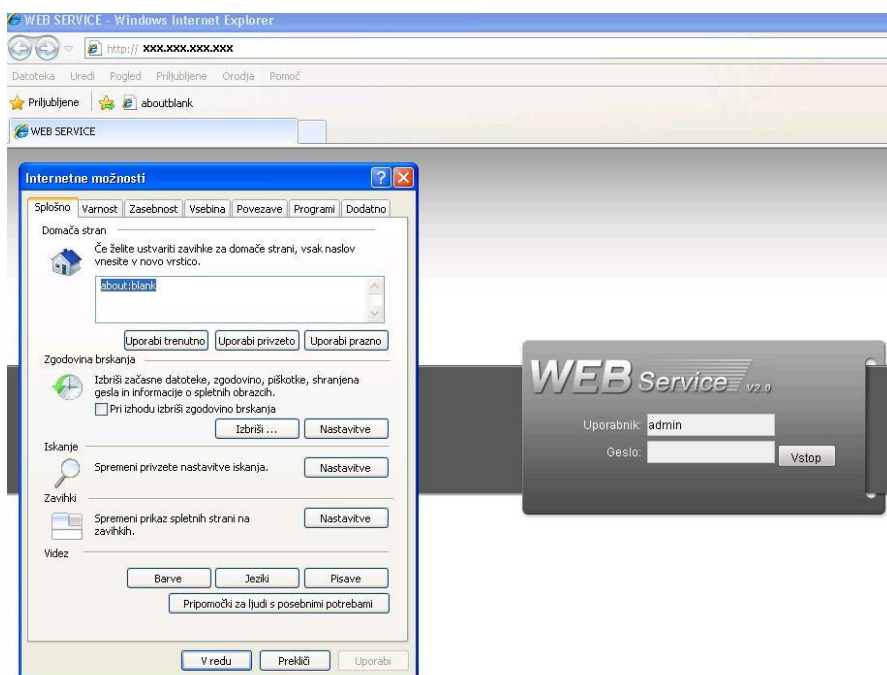 WEB SERVICE - Windows Internet Explorer
http:// xxx.xxx.xxx.xxx
Datoteka Uredi Pogled Priljubljene Orodja Pomoč
Priljubljene aboutblank
WEB SERVICE
Internetne možnosti
Splošno Varnost Zasebnost Vsebina Povezave Programi Dodatno
Domača stran
Če želite ustvariti zavihke za domače strani, vsak naslov
vnesite v novo vrstico.
about:blank
Uporabi trenutno Uporabi privzeto Uporabi prazno
Zgodovina brskanja
Izbriši začasne datoteke, zgodovino, piškotke, shranjena
gesla in informacije o spletnih obrazcih.
Pri izhodu izbriši zgodovino brskanja
Izbriši ... Nastavitve
Iskanje
Spremeni privzete nastavitve iskanja. Nastavitve
Zavihki
Spremeni prikaz spletnih strani na
zavihkih. Nastavitve
Videz
Barve Jeziki Pisave
Pripomočki za ljudi s posebnimi potrebami
V redu Prekliči Uporabi
WEB Service V2.0
Uporabnik: admin
Geslo: Vstop